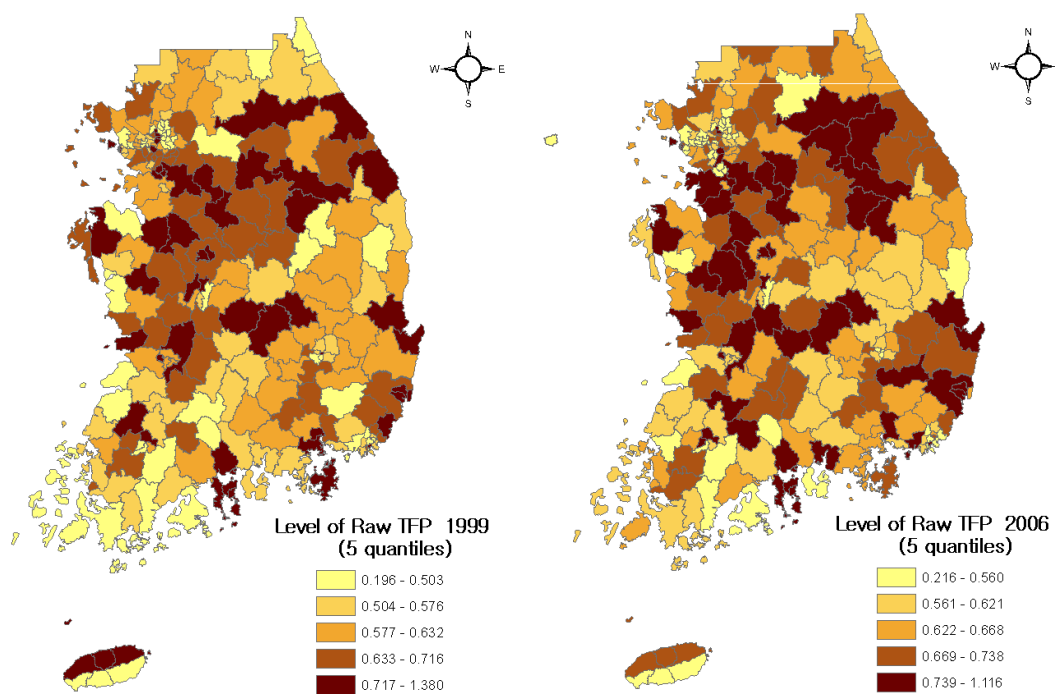 N
W
E
S
Level of Raw TFP 1999
(5 quantiles)
0.196 - 0.503
0.504 - 0.576
0.577 - 0.632
0.633 - 0.716
0.717 - 1.380
N
W
S
Level of Raw TFP 2006
(5 quantiles)
0.216 - 0.560
0.561 - 0.621
0.622 - 0.668
0.669 - 0.738
0.739 - 1.116